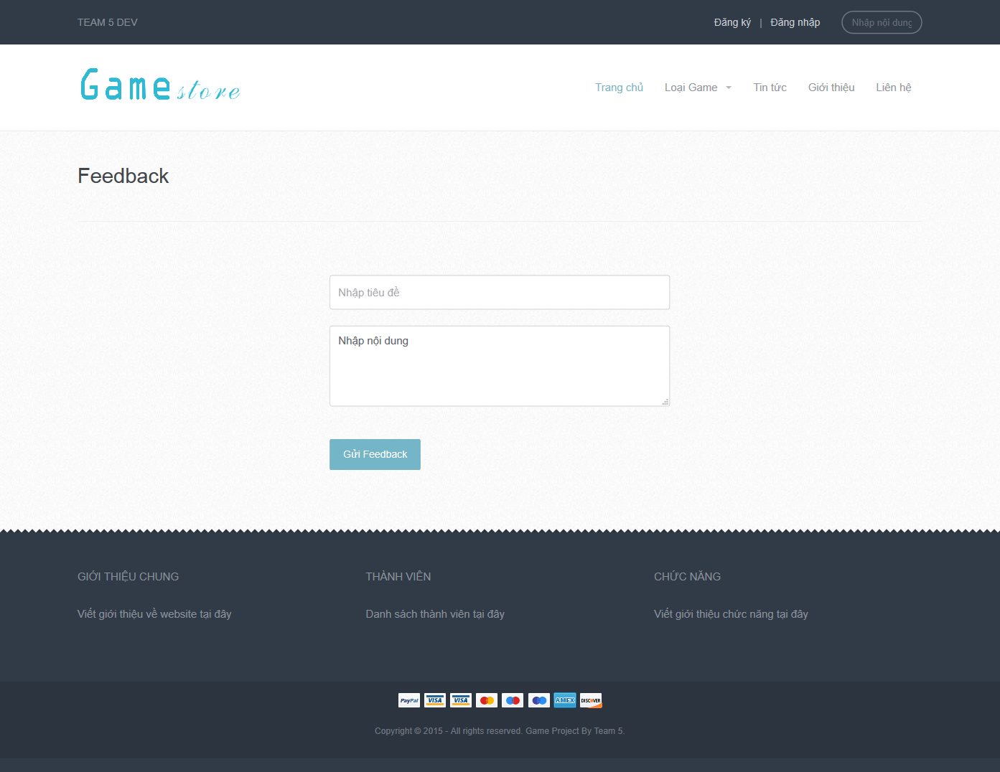 TEAM 5 DEV
Đăng ký | Đăng nhập
Nhập nội dung
Game store
Trang chủ
Loại Game
Tin tức
Giới thiệu
Liên hệ
Feedback
Nhập tiêu đề
Nhập nội dung
Gửi Feedback
GIỚI THIỆU CHUNG
Viết giới thiệu về website tại đây
THÀNH VIÊN
Danh sách thành viên tại đây
CHỨC NĂNG
Viết giới thiệu chức năng tại đây
PayPal VISA VISA AMEX DISCOVER
Copyright © 2015 - All rights reserved. Game Project By Team 5.